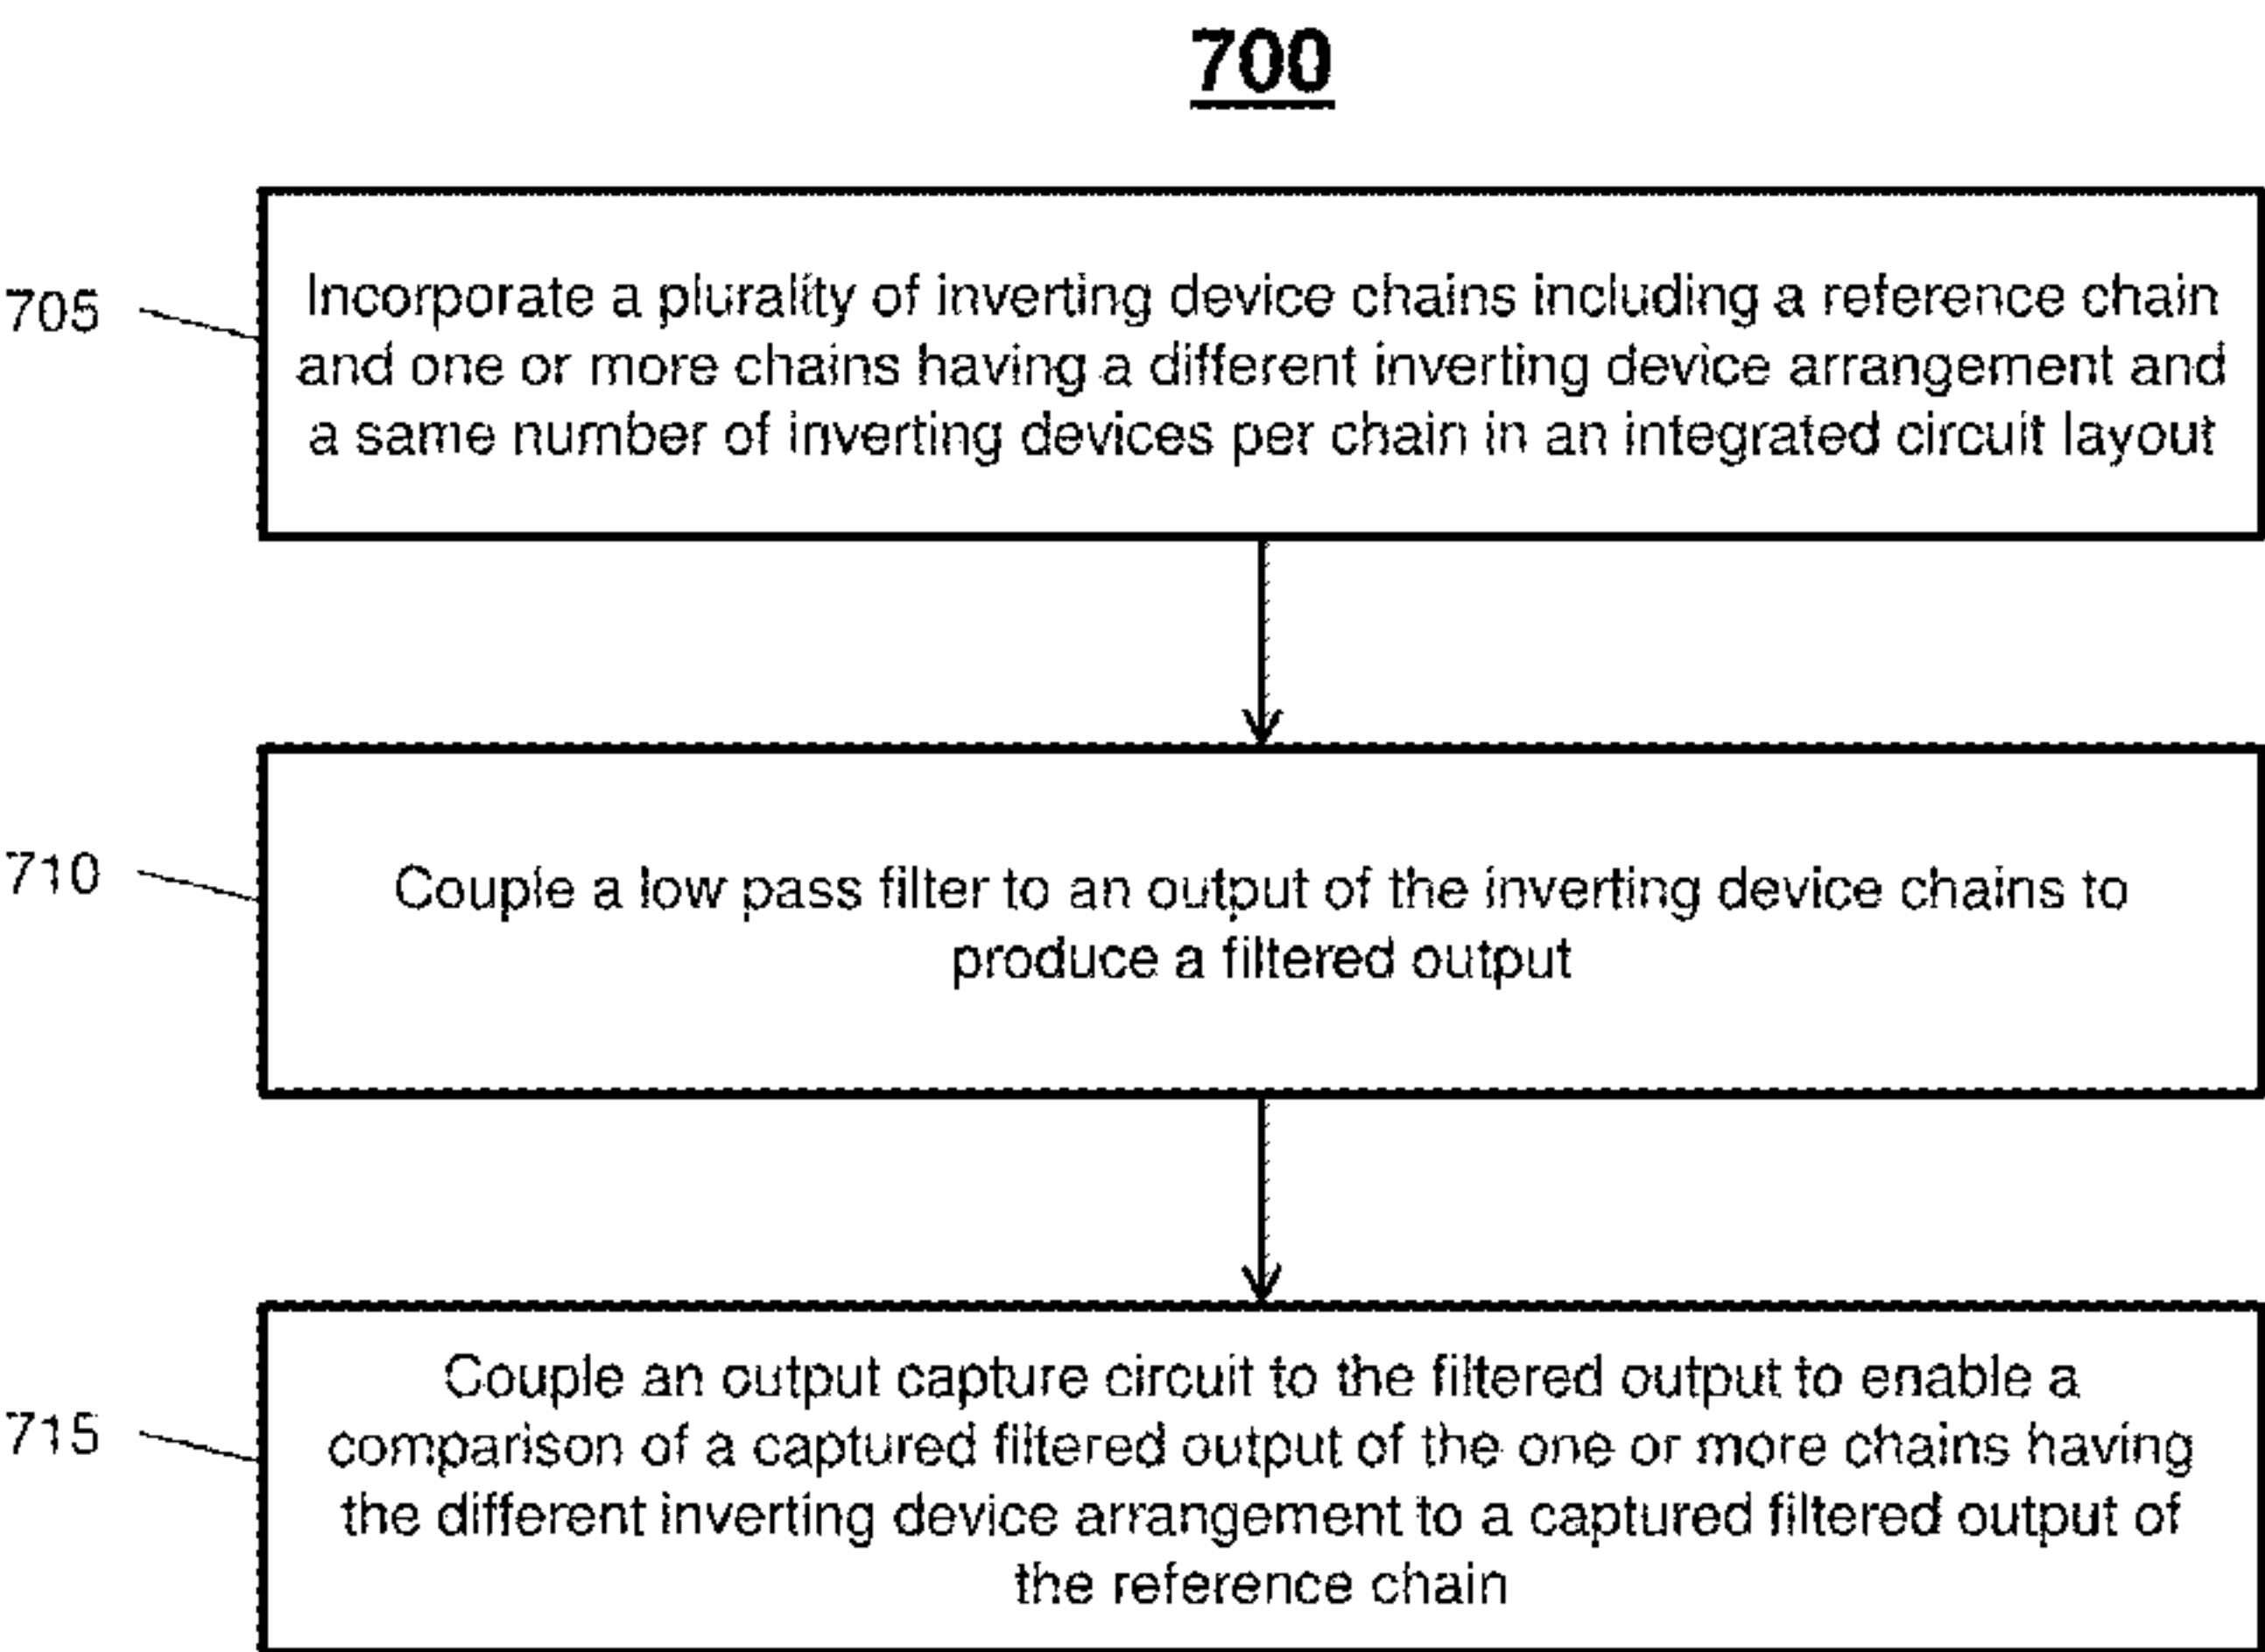 700
705
Incorporate a plurality of inverting device chains including a reference chain
and one or more chains having a different inverting device arrangement and
a same number of inverting devices per chain in an integrated circuit layout
710
Couple a low pass filter to an output of the inverting device chains to
produce a filtered output
715
Couple an output capture circuit to the filtered output to enable a
comparison of a captured filtered output of the one or more chains having
the different inverting device arrangement to a captured filtered output of
the reference chain